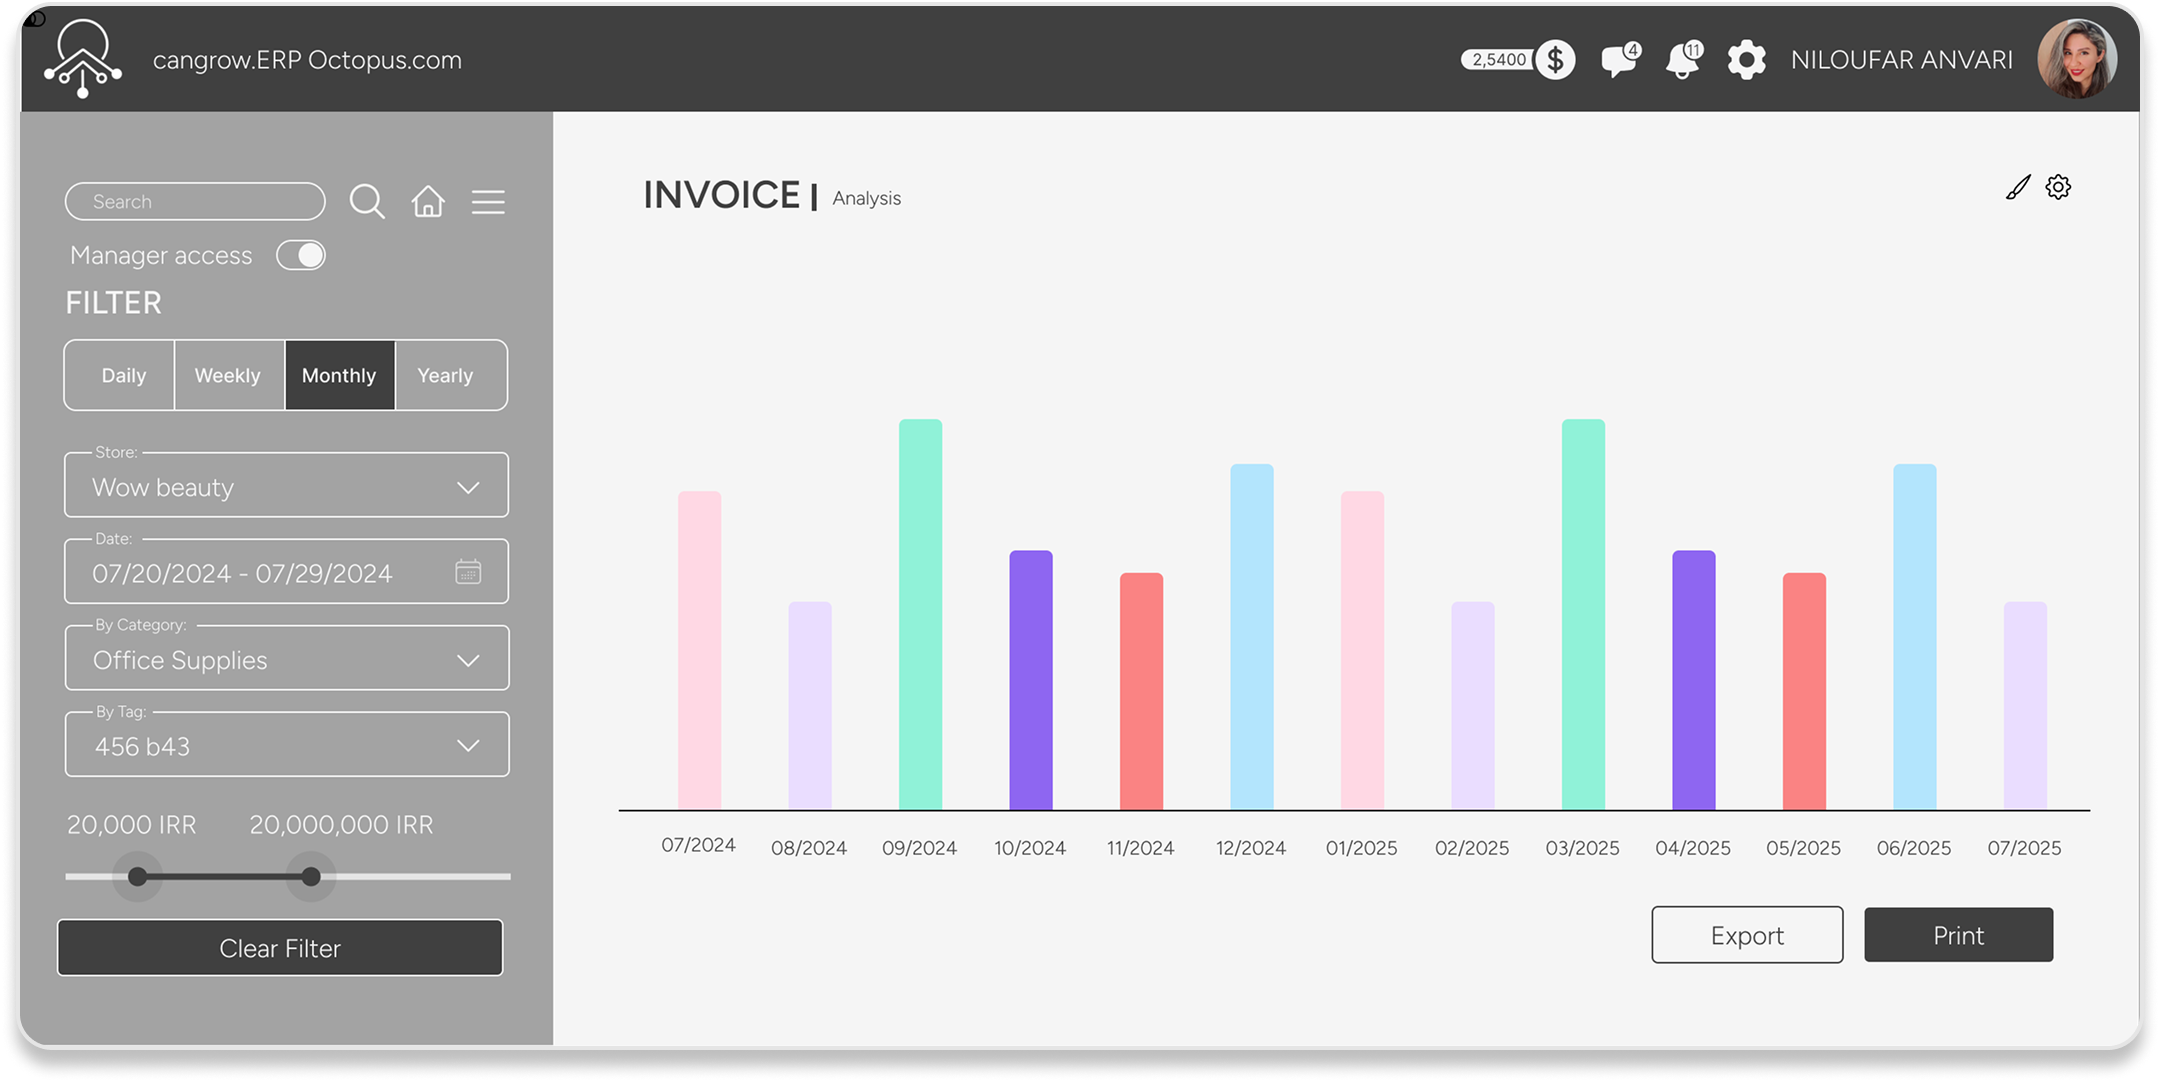 cangrow.ERP Octopus.com
2,5400 $ 4 11 NILOUFAR ANVARI
Search
Manager access
FILTER
Daily Weekly Monthly Yearly
Store:
Wow beauty
Date:
07/20/2024 - 07/29/2024
By Category:
Office Supplies
By Tag:
456 b43
20,000 IRR 20,000,000 IRR
Clear Filter
INVOICE | Analysis
07/2024 08/2024 09/2024 10/2024 11/2024 12/2024 01/2025 02/2025 03/2025 04/2025 05/2025 06/2025 07/2025
Export Print